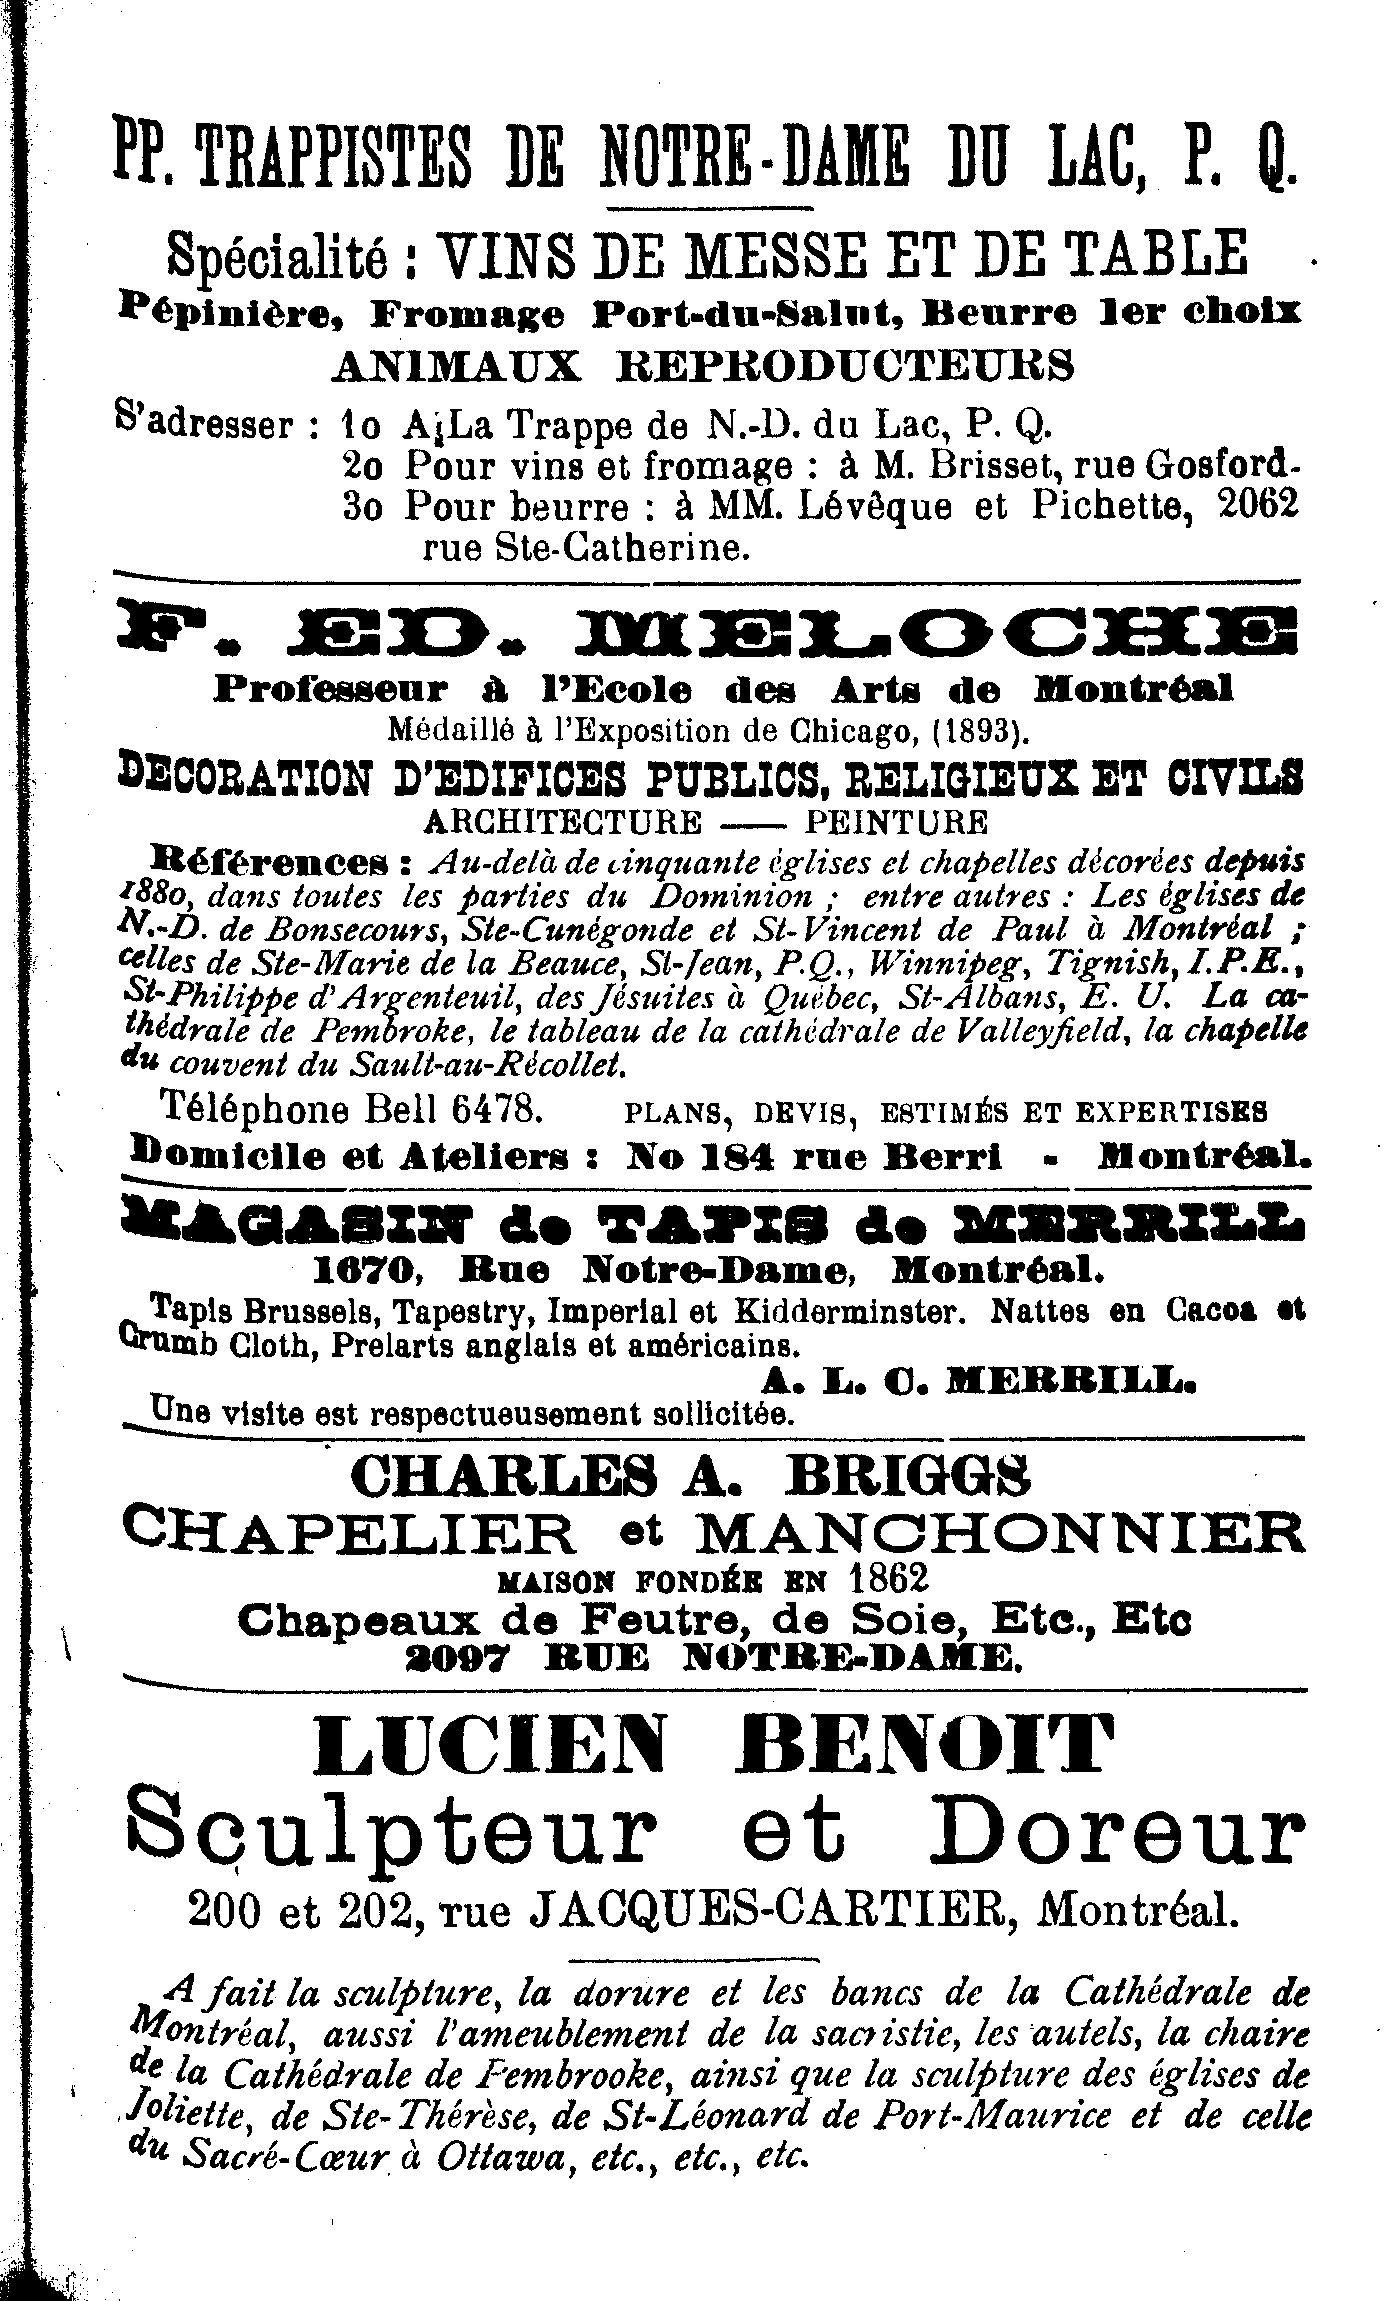 PP. TRAPPISTES DE NOTRE-DAME DU LAC, P. Q.
Spécialité : VINS DE MESSE ET DE TABLE
Pépinière, Fromage Port-du-Salut, Beurre 1er choix
ANIMAUX REPRODUCTEURS
S'adresser : 1o A La Trappe de N.-D. du Lac, P. Q.
2o Pour vins et fromage : à M. Brisset, rue Gosford-
3o Pour beurre : à MM. Lévêque et Pichette, 2062
rue Ste-Catherine.
F. ED. MELOCHE
Professeur à l'Ecole des Arts de Montréal
Médaillé à l'Exposition de Chicago, (1893).
DECORATION D'EDIFICES PUBLICS, RELIGIEUX ET CIVILS
ARCHITECTURE —— PEINTURE
Références : Au-delà de cinquante églises et chapelles décorées depuis
1880, dans toutes les parties du Dominion ; entre autres : Les églises de
N.-D. de Bonsecours, Ste-Cunégonde et St-Vincent de Paul à Montréal ;
celles de Ste-Marie de la Beauce, St-Jean, P.Q., Winnipeg, Tignish, I.P.E.,
St-Philippe d'Argenteuil, des Jésuites à Québec, St-Albans, E. U. La ca-
thédrale de Pembroke, le tableau de la cathédrale de Valleyfield, la chapelle
du couvent du Sault-au-Récollet.
Téléphone Bell 6478. PLANS, DEVIS, ESTIMÉS ET EXPERTISES
Domicile et Ateliers : No 184 rue Berri - Montréal.
MAGASIN de TAPIS de MERRILL
1670, Rue Notre-Dame, Montréal.
Tapis Brussels, Tapestry, Imperial et Kidderminster. Nattes en Cacoa et
Crumb Cloth, Prelarts anglais et américains.
A. L. C. MERRILL.
Une visite est respectueusement sollicitée.
CHARLES A. BRIGGS
CHAPELIER et MANCHONNIER
MAISON FONDÉE EN 1862
Chapeaux de Feutre, de Soie, Etc., Etc
2097 RUE NOTRE-DAME.
LUCIEN BENOIT
Sculpteur et Doreur
200 et 202, rue JACQUES-CARTIER, Montréal.
A fait la sculpture, la dorure et les bancs de la Cathédrale de
Montréal, aussi l'ameublement de la sacristie, les autels, la chaire
de la Cathédrale de Pembrooke, ainsi que la sculpture des églises de
Joliette, de Ste-Thérèse, de St-Léonard de Port-Maurice et de celle
du Sacré-Cœur à Ottawa, etc., etc., etc.